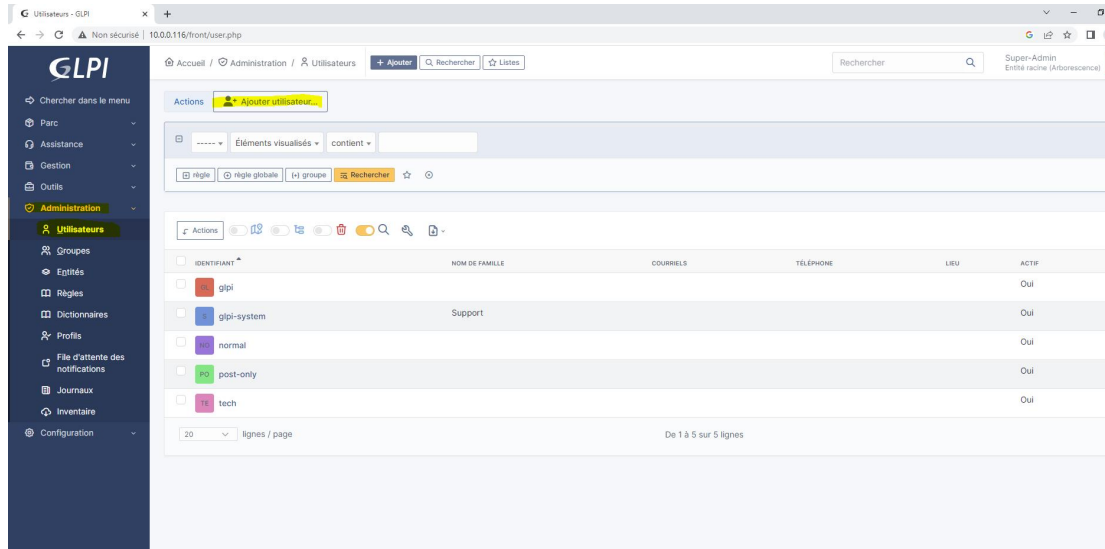 Utilisateurs - GLPI
Non sécurisé | 10.0.0.116/front/user.php
GLPI
Chercher dans le menu
Parc
Assistance
Gestion
Outils
Administration
Utilisateurs
Groupes
Entités
Règles
Dictionnaires
Profils
File d'attente des
notifications
Journaux
Inventaire
Configuration
Accueil / Administration / Utilisateurs + Ajouter Rechercher Listes
Rechercher
Super-Admin
Entité racine (Arborescence)
Actions Ajouter utilisateur...
----- Éléments visualisés contient
règle règle globale (+) groupe Rechercher
Actions
IDENTIFIANT NOM DE FAMILLE COURRIELS TÉLÉPHONE LIEU ACTIF
GL glpi Oui
S glpi-system Support Oui
NO normal Oui
PO post-only Oui
TE tech Oui
20 lignes / page De 1 à 5 sur 5 lignes